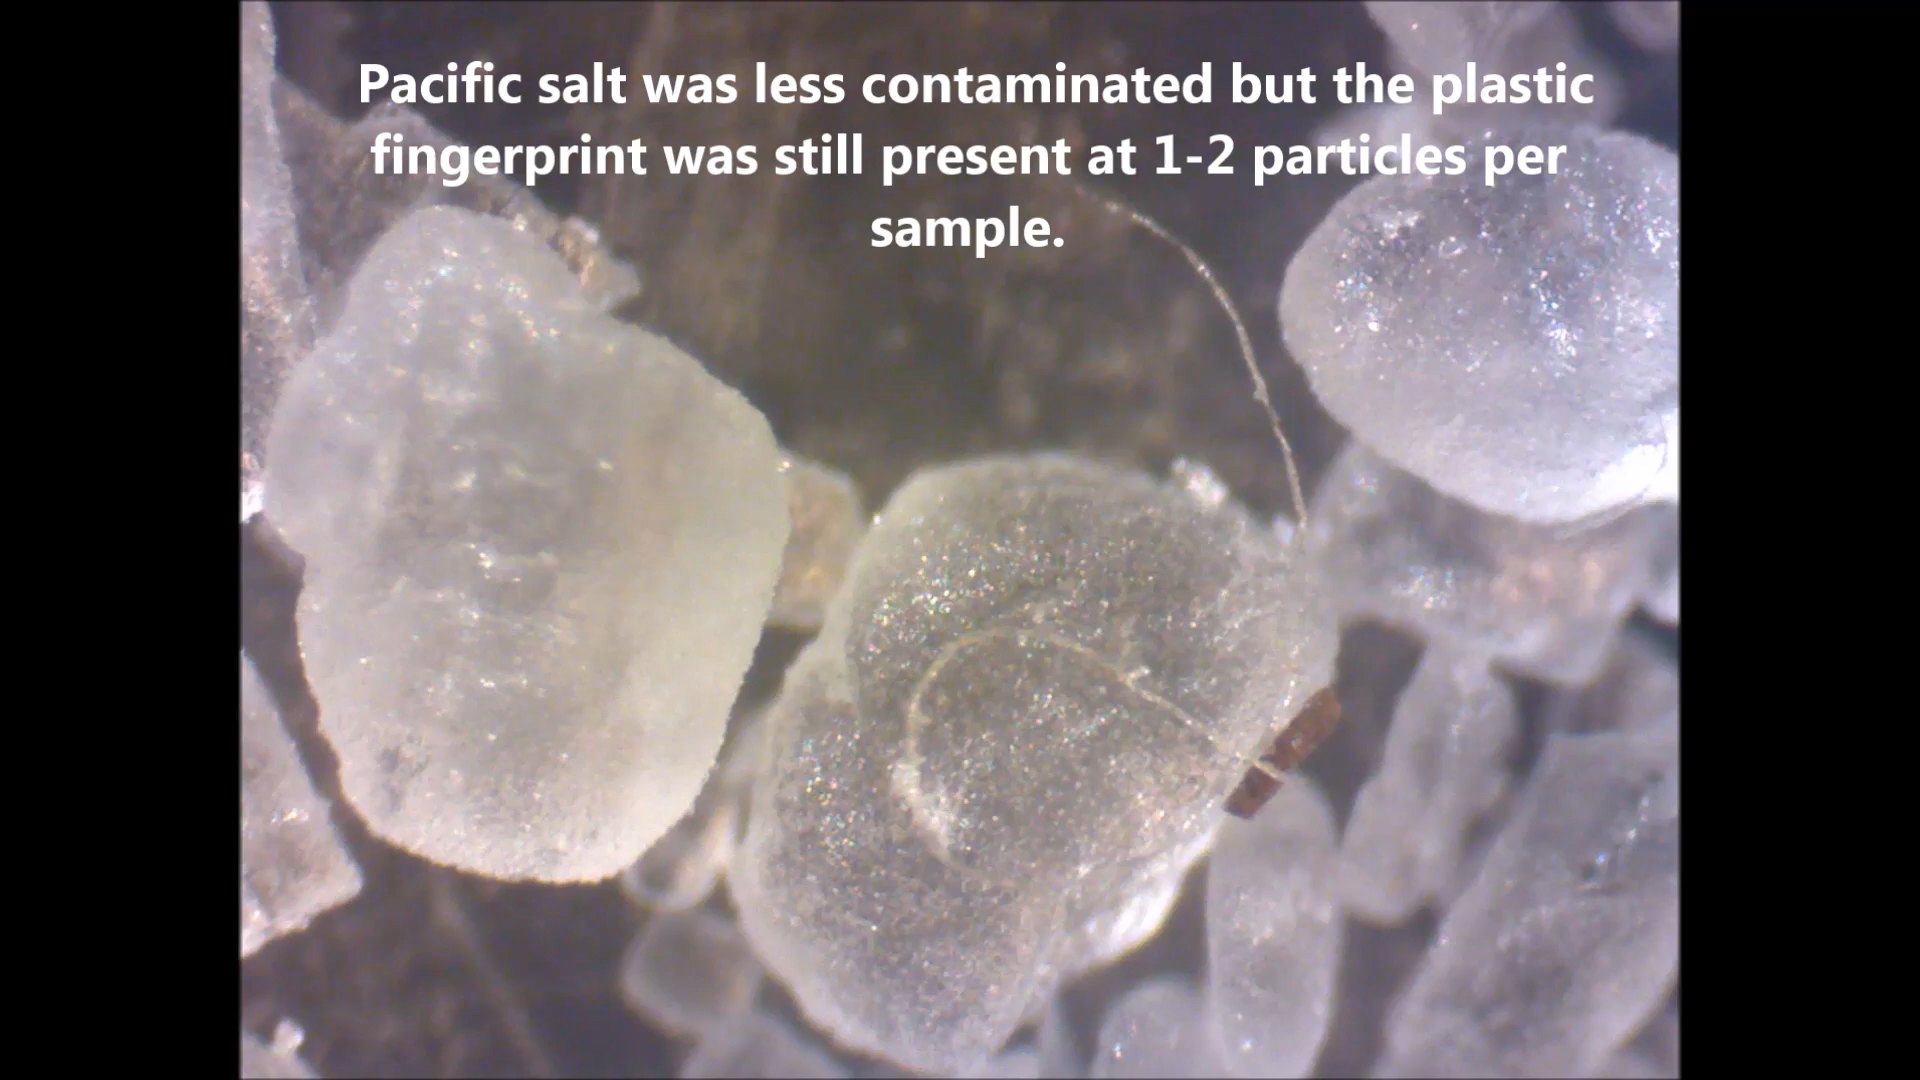 Pacific salt was less contaminated but the plastic
fingerprint was still present at 1-2 particles per
sample.